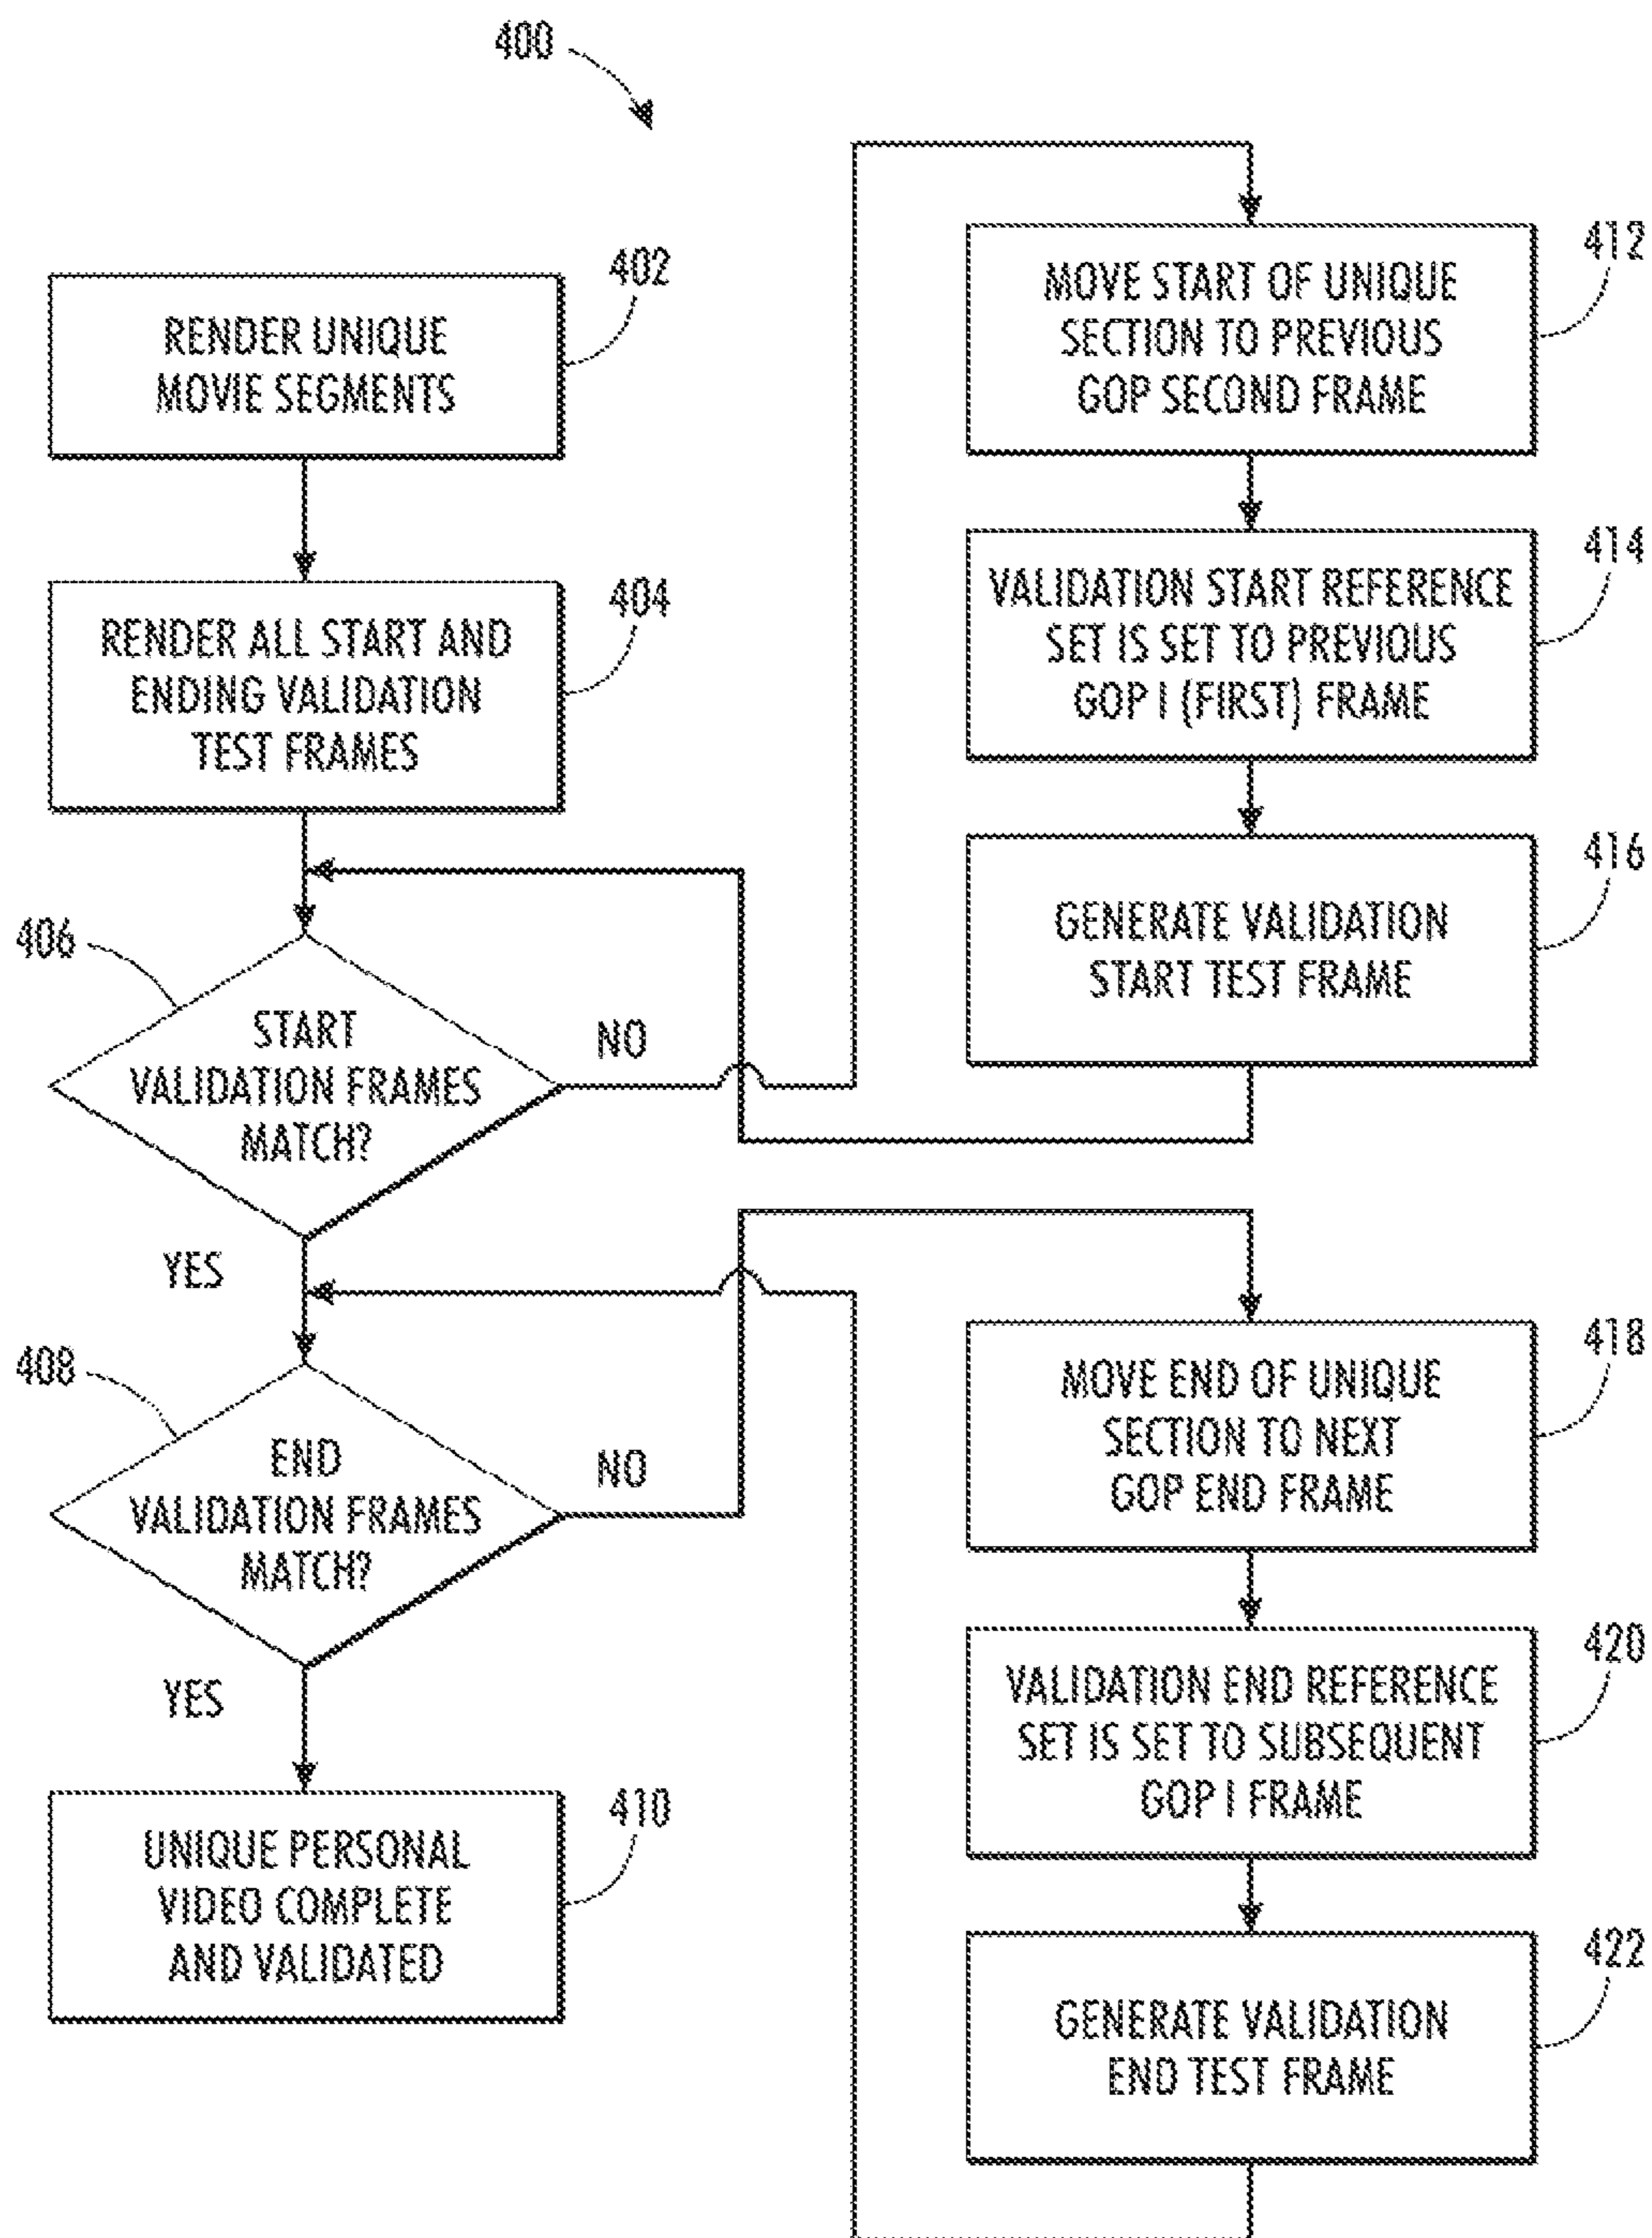 400
402
RENDER UNIQUE
MOVIE SEGMENTS
404
RENDER ALL START AND
ENDING VALIDATION
TEST FRAMES
406
START
VALIDATION FRAMES
MATCH?
NO
YES
408
END
VALIDATION FRAMES
MATCH?
NO
YES
410
UNIQUE PERSONAL
VIDEO COMPLETE
AND VALIDATED
412
MOVE START OF UNIQUE
SECTION TO PREVIOUS
GOP SECOND FRAME
414
VALIDATION START REFERENCE
SET IS SET TO PREVIOUS
GOP I (FIRST) FRAME
416
GENERATE VALIDATION
START TEST FRAME
418
MOVE END OF UNIQUE
SECTION TO NEXT
GOP END FRAME
420
VALIDATION END REFERENCE
SET IS SET TO SUBSEQUENT
GOP I FRAME
422
GENERATE VALIDATION
END TEST FRAME